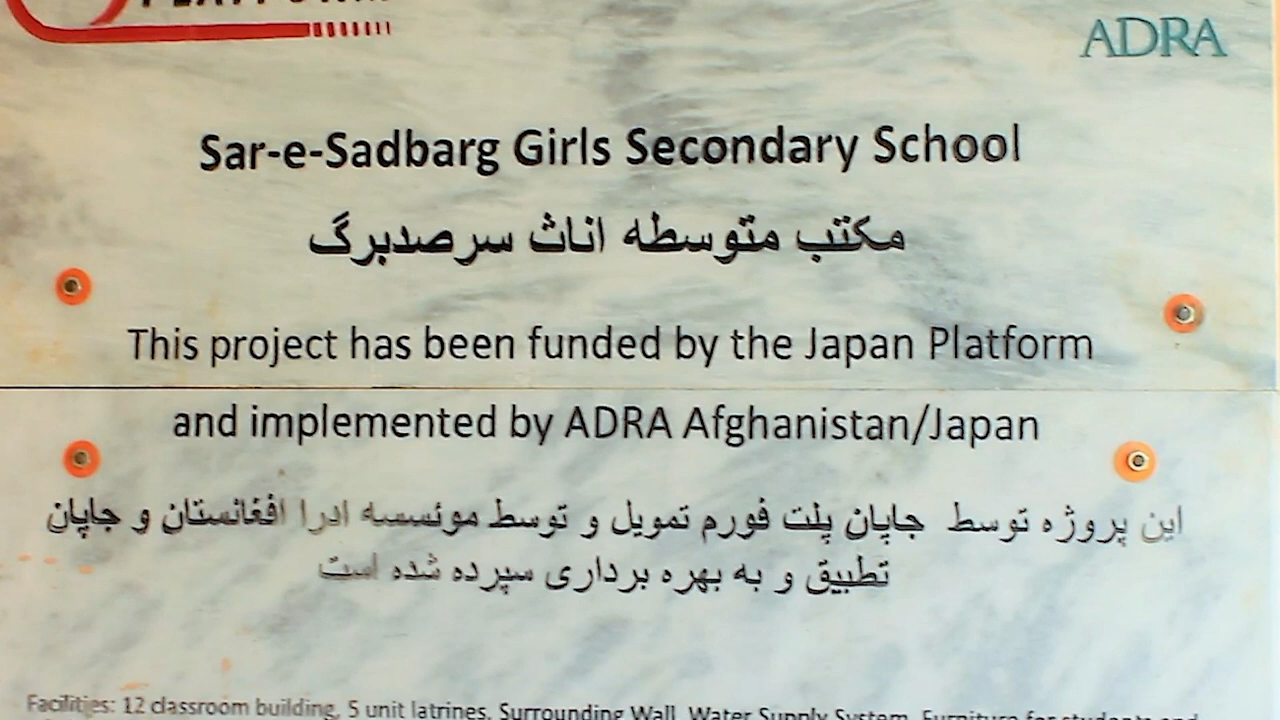 ADRA
Sar-e-Sadbarg Girls Secondary School
مکتب متوسطه اناث سرصدبرگ
This project has been funded by the Japan Platform
and implemented by ADRA Afghanistan/Japan
این پروژه توسط جاپان پلت فورم تمویل و توسط موئسسه ادرا افغانستان و جاپان
تطبیق و به بهره برداری سپرده شده است
Facilities: 12 classroom building, 5 unit latrines, Surrounding Wall, Water Supply System, Furniture for students and